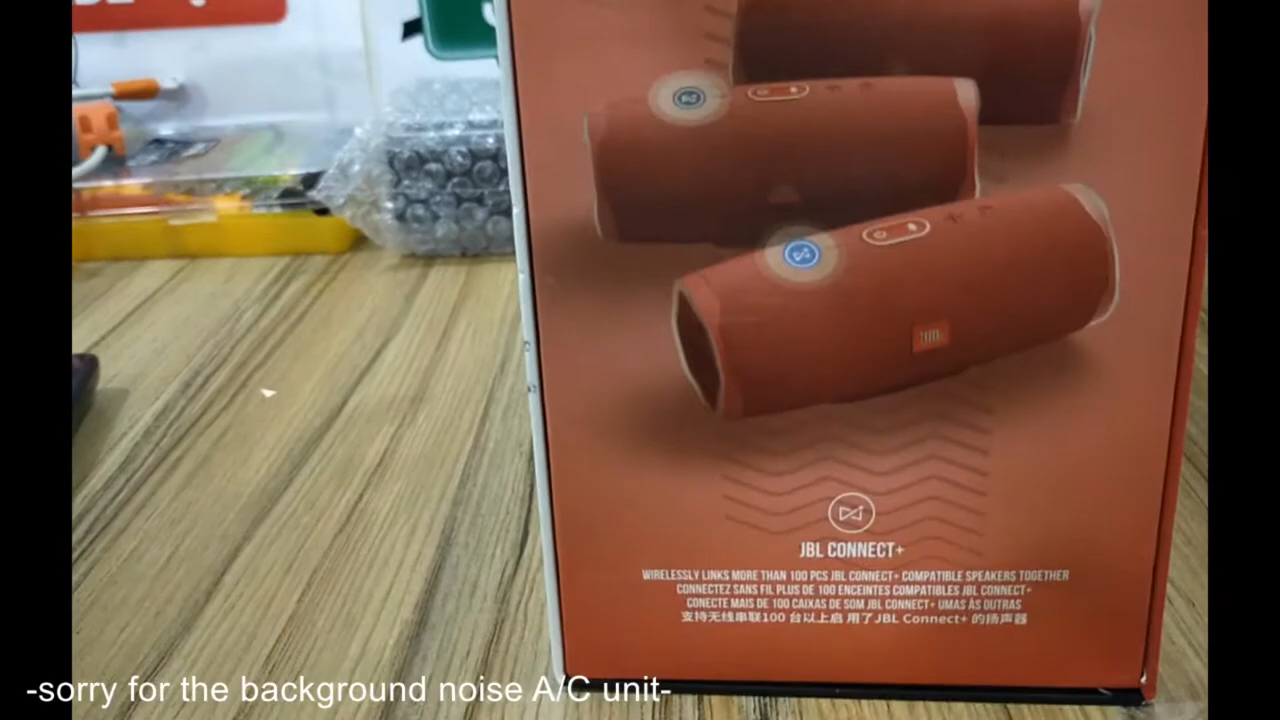 JBL
JBL CONNECT+
WIRELESSLY LINKS MORE THAN 100 PCS JBL CONNECT+ COMPATIBLE SPEAKERS TOGETHER
CONNECTEZ SANS FIL PLUS DE 100 ENCEINTES COMPATIBLES JBL CONNECT+
CONECTE MAIS DE 100 CAIXAS DE SOM JBL CONNECT+ UMAS ÀS OUTRAS
支持无线串联100 台以上启 用了JBL Connect+ 的扬声器
-sorry for the background noise A/C unit-